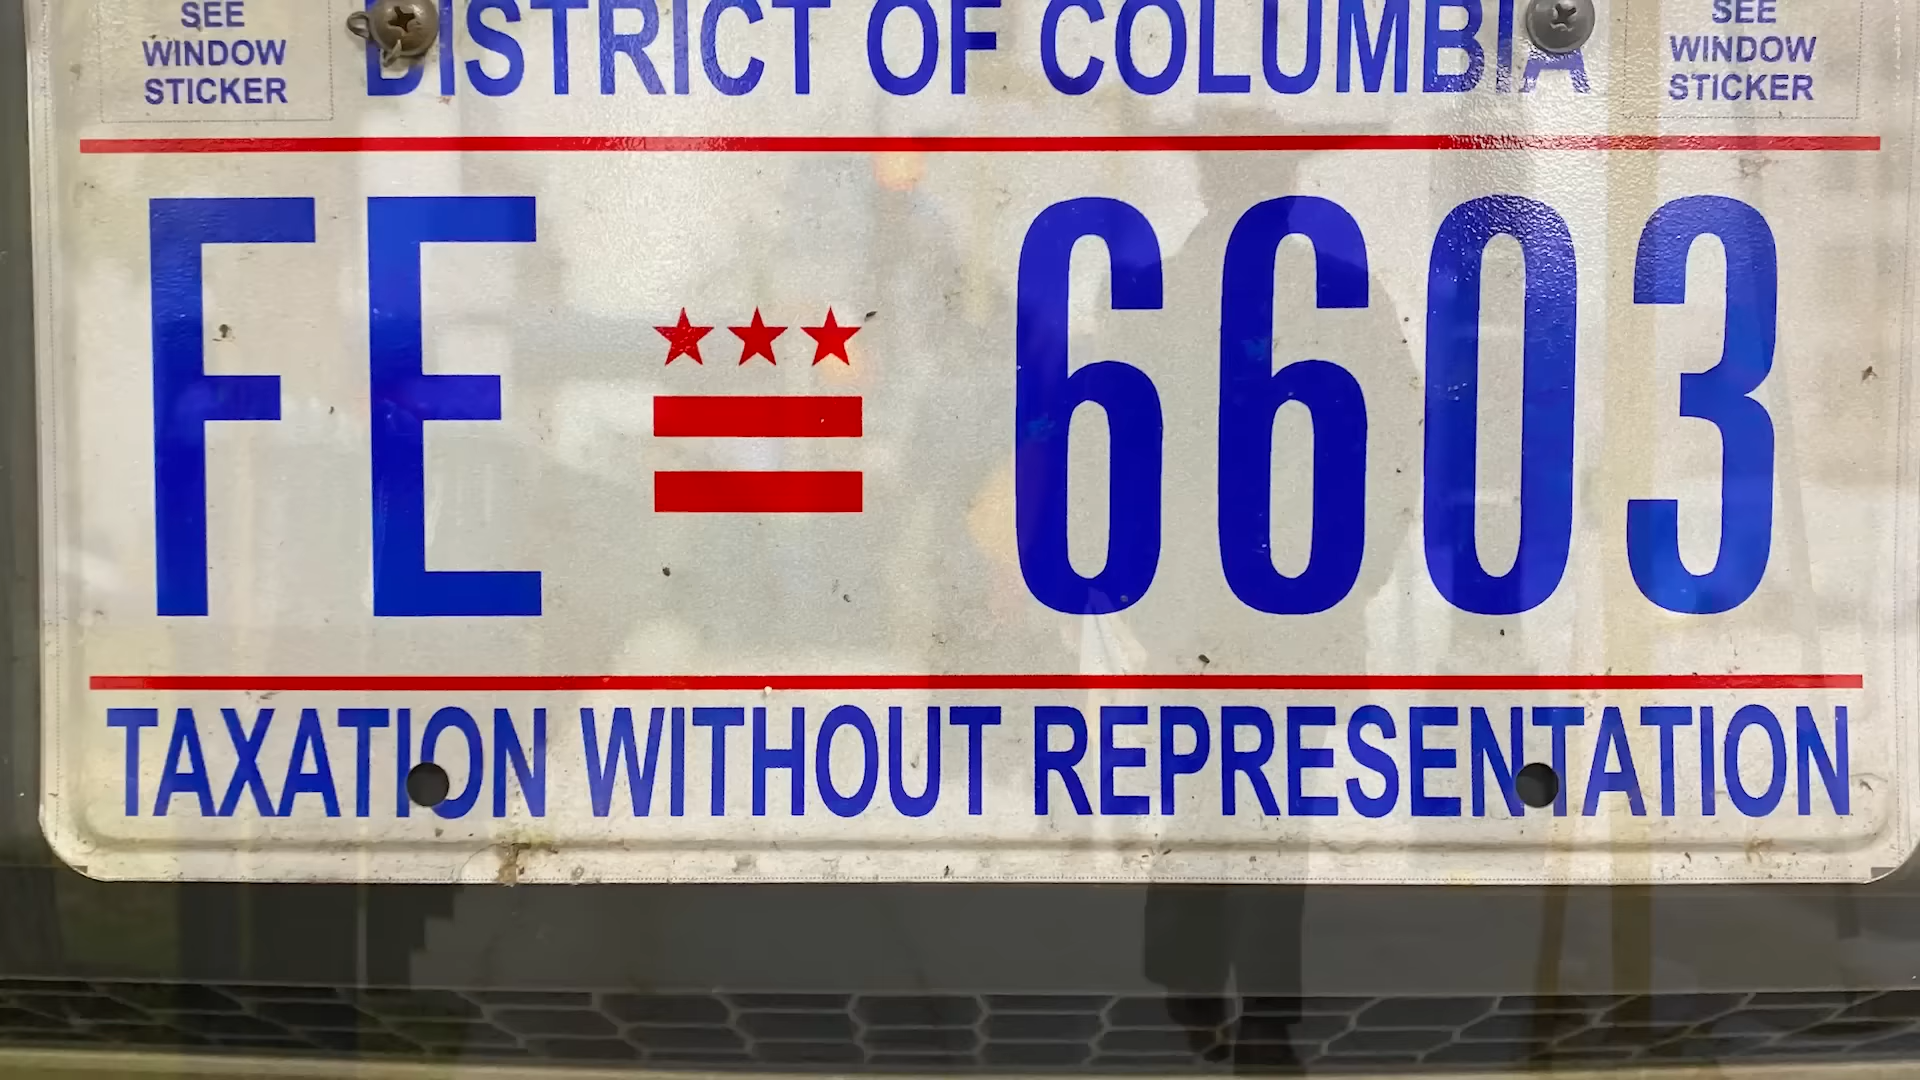 SEE
WINDOW
STICKER
DISTRICT OF COLUMBIA
SEE
WINDOW
STICKER
FE 6603
TAXATION WITHOUT REPRESENTATION